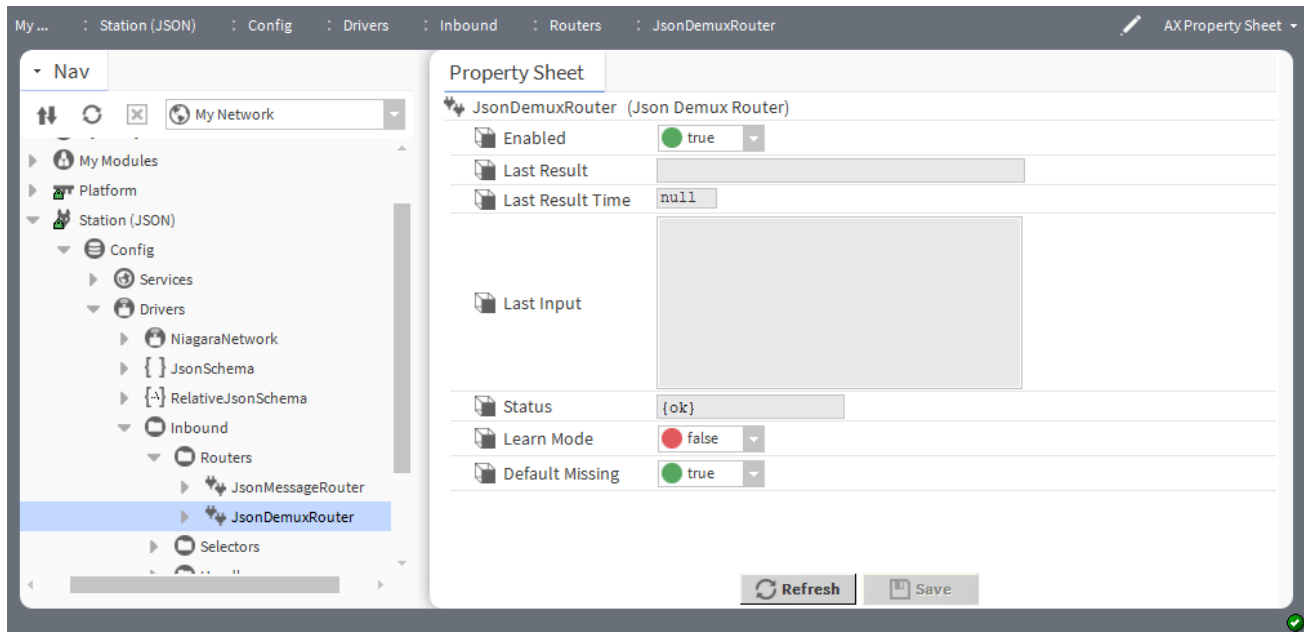 My ... : Station (JSON) : Config : Drivers : Inbound : Routers : JsonDemuxRouter AX Property Sheet
Nav
My Network
My Modules
Platform
Station (JSON)
Config
Services
Drivers
NiagaraNetwork
{ } JsonSchema
RelativeJsonSchema
Inbound
Routers
JsonMessageRouter
JsonDemuxRouter
Selectors
Property Sheet
JsonDemuxRouter (Json Demux Router)
Enabled true
Last Result
Last Result Time null
Last Input
Status {ok}
Learn Mode false
Default Missing true
Refresh Save